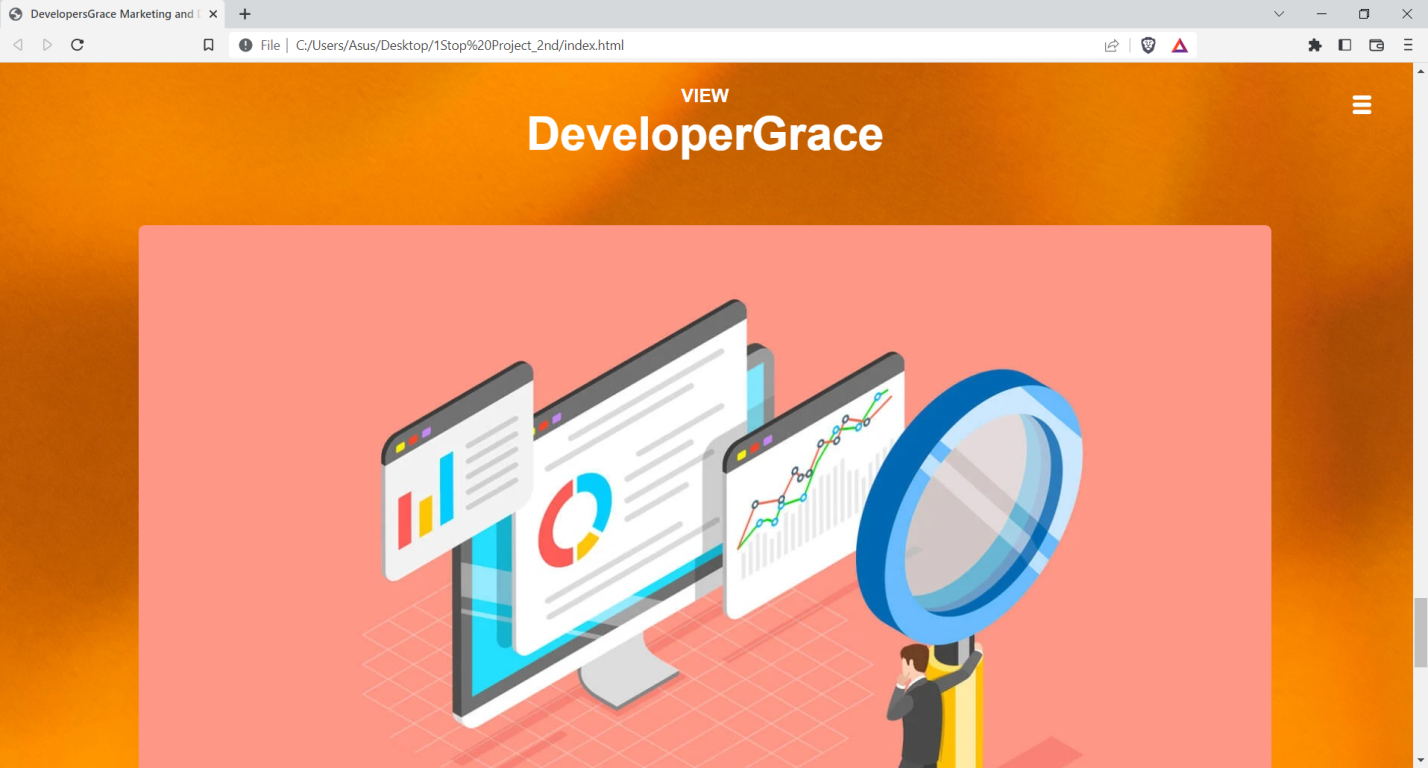 DevelopersGrace Marketing and
File
C:/Users/Asus/Desktop/1Stop%20Project_2nd/index.html
VIEW
DeveloperGrace